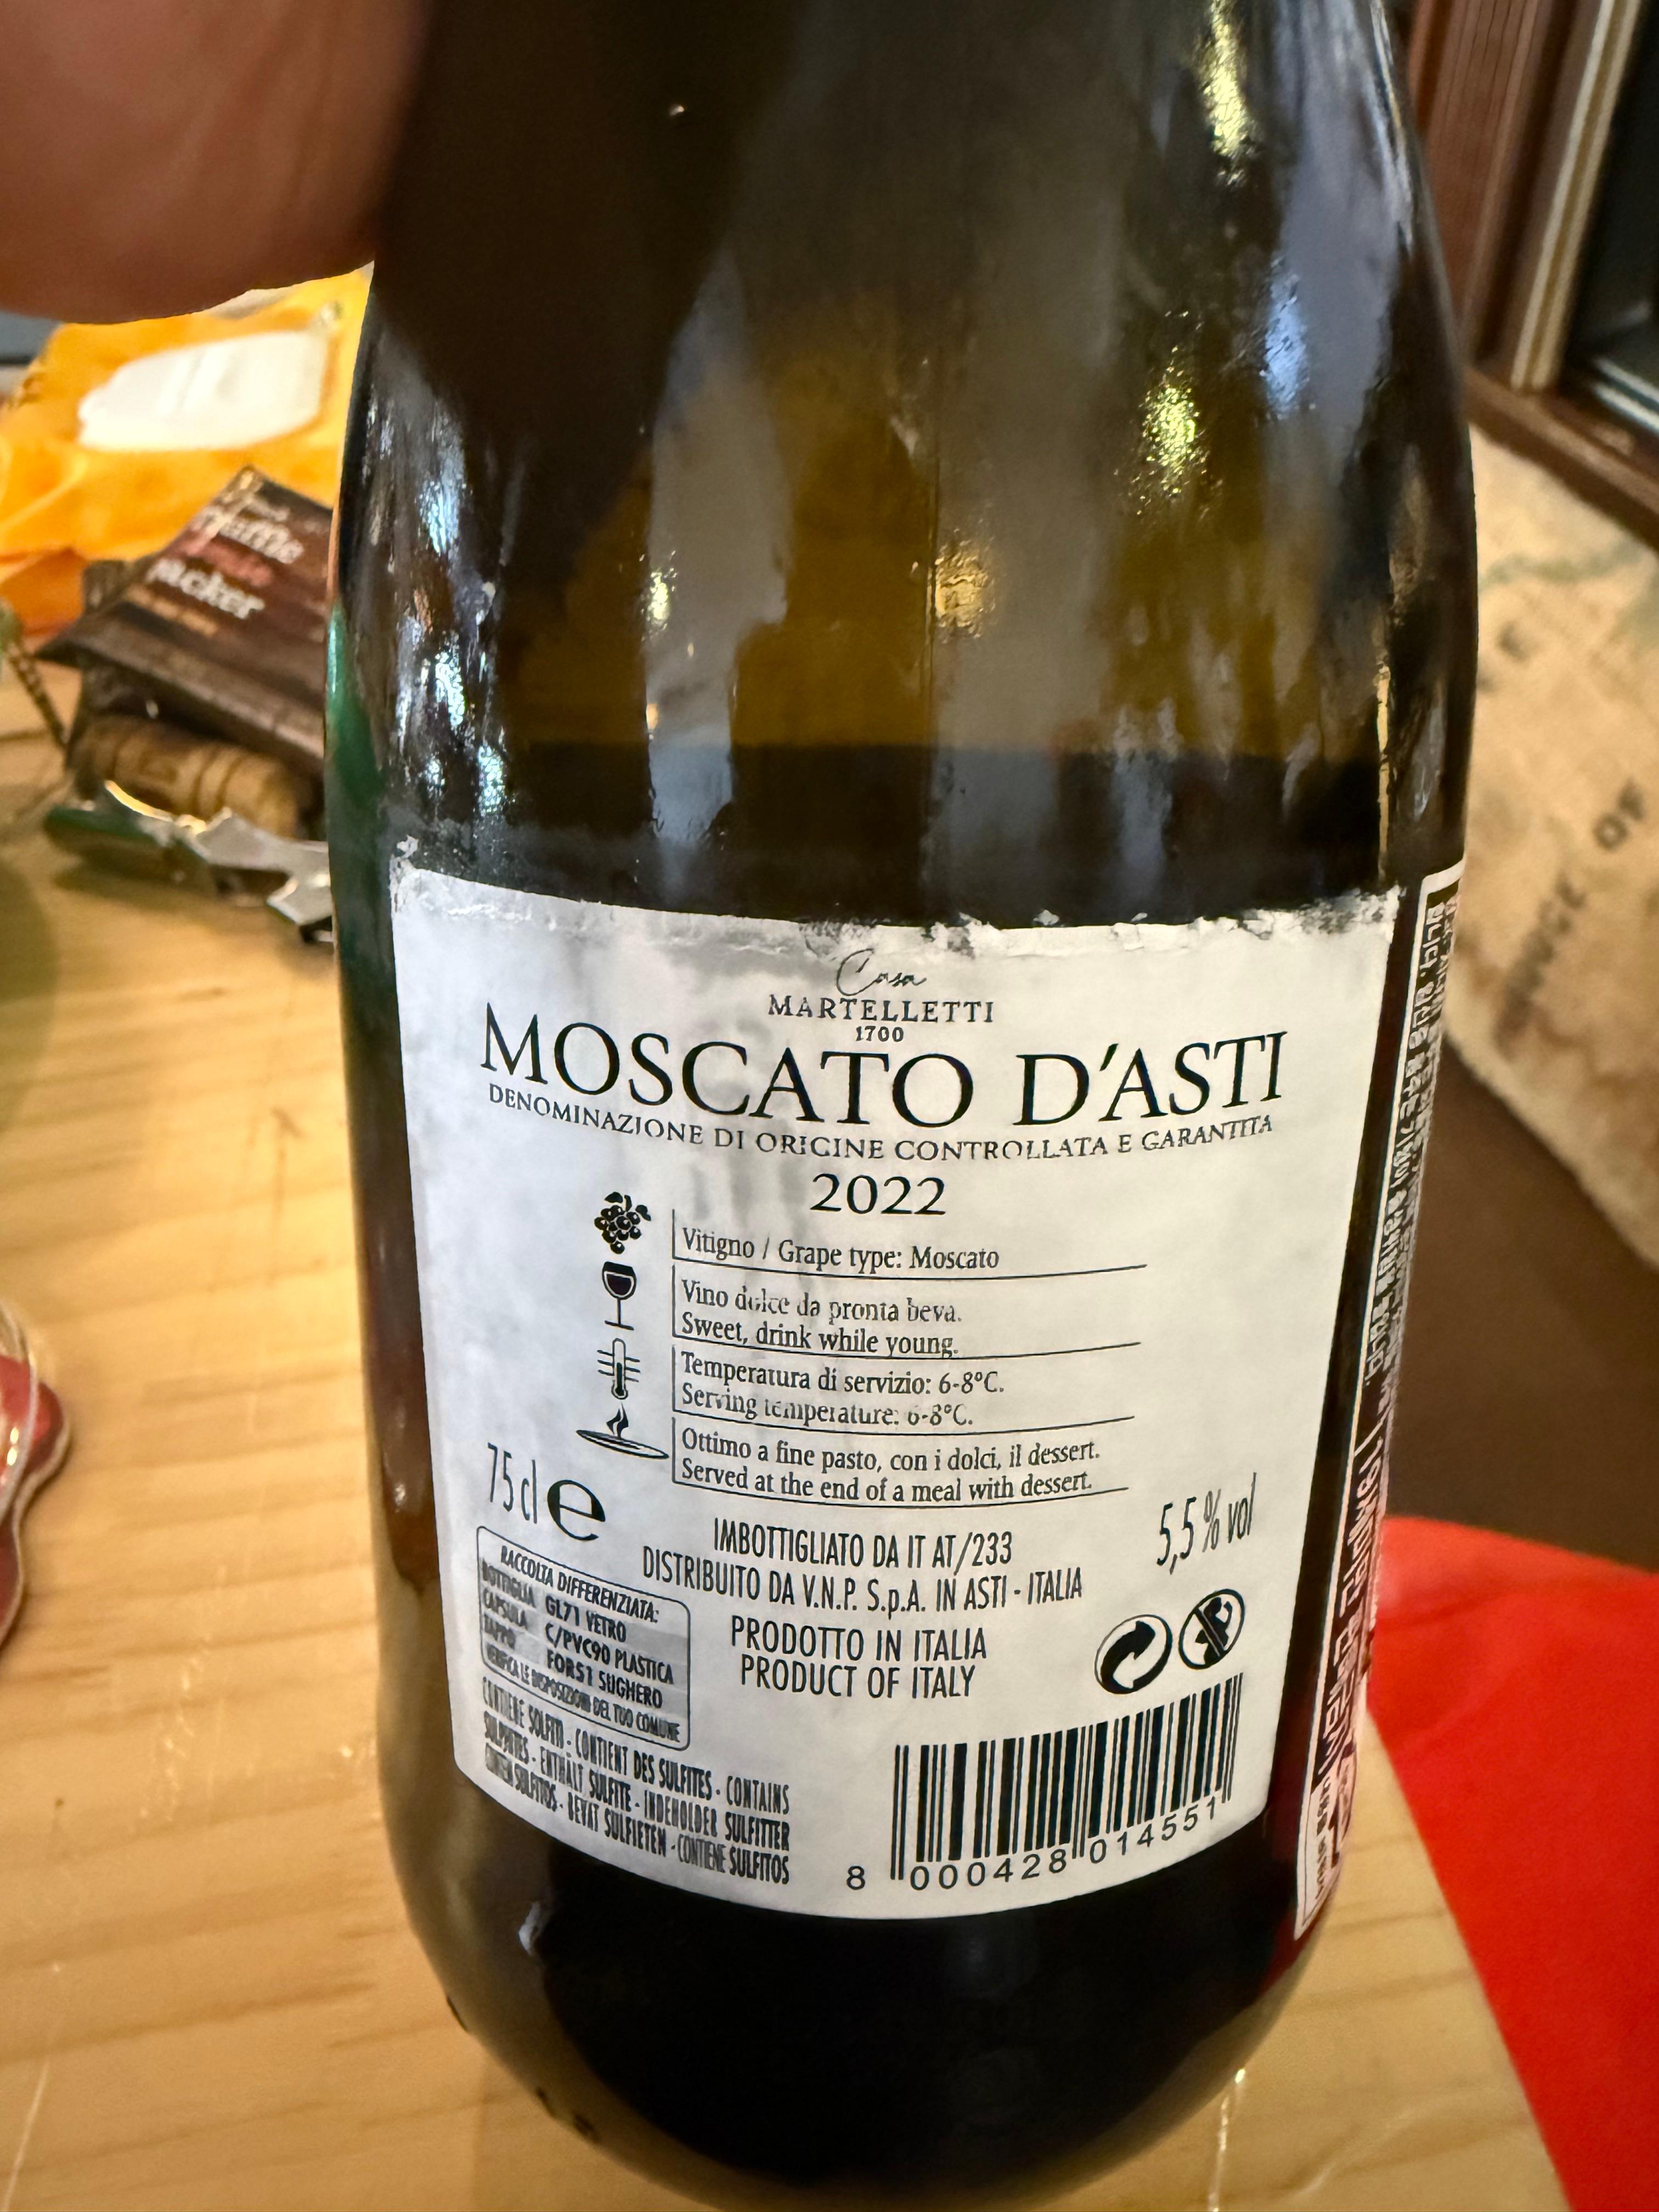 Casa
MARTELLETTI
1700
MOSCATO D'ASTI
DENOMINAZIONE DI ORIGINE CONTROLLATA E GARANTITA
2022
Vitigno / Grape type: Moscato
Vino dolce da pronta beva.
Sweet, drink while young.
Temperatura di servizio: 6-8°C.
Serving temperature: 6-8°C.
Ottimo a fine pasto, con i dolci, il dessert.
Served at the end of a meal with dessert.
75 cl e
5,5% vol
IMBOTTIGLIATO DA IT AT/233
DISTRIBUITO DA V.N.P. S.p.A. IN ASTI - ITALIA
PRODOTTO IN ITALIA
PRODUCT OF ITALY
RACCOLTA DIFFERENZIATA:
BOTTIGLIA GL71 VETRO
CAPSULA C/PVC90 PLASTICA
TAPPO FOR51 SUGHERO
VERIFICA LE DISPOSIZIONI DEL TUO COMUNE
CONTIENE SOLFITI - CONTIENT DES SULFITES - CONTAINS
SULPHITES - ENTHÄLT SULFITE - INDEHOLDER SULFITTER
CONTÉM SULFITOS - BEVAT SULFIETEN - CONTIENE SULFITOS
8 000428 014551
OF